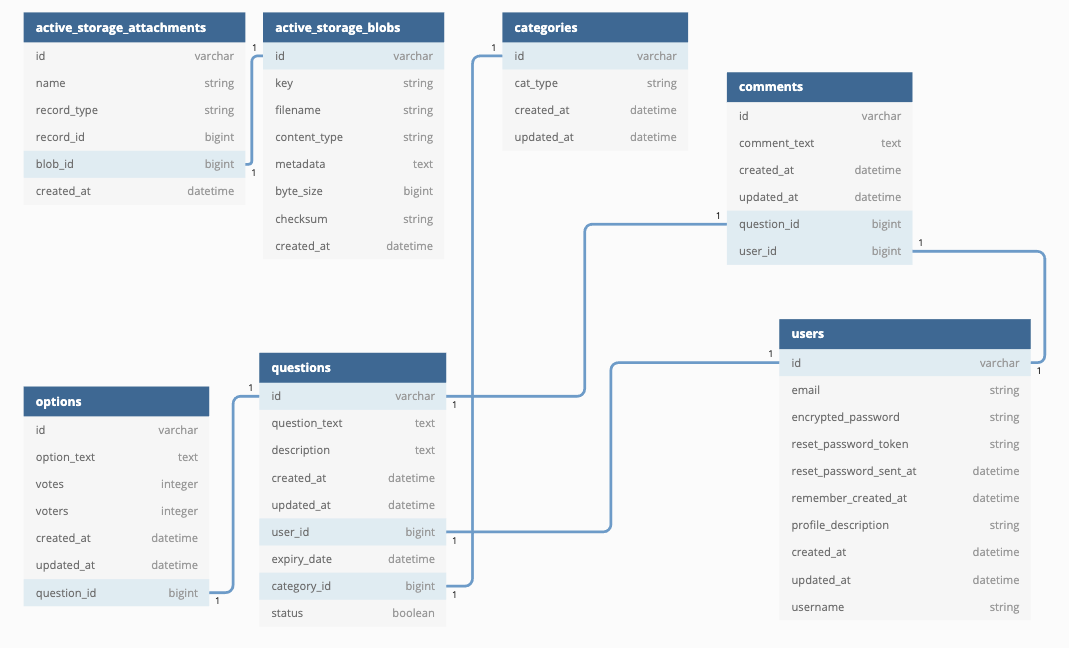 active_storage_attachments
id varchar
name string
record_type string
record_id bigint
blob_id bigint
created_at datetime
1
1
active_storage_blobs
id varchar
key string
filename string
content_type string
metadata text
byte_size bigint
checksum string
created_at datetime
categories
1
id varchar
cat_type string
created_at datetime
updated_at datetime
comments
id varchar
comment_text text
created_at datetime
updated_at datetime
1
question_id bigint
user_id bigint
1
options
id varchar
option_text text
votes integer
voters integer
created_at datetime
updated_at datetime
question_id bigint
1
questions
1
id varchar
1
question_text text
description text
created_at datetime
updated_at datetime
user_id bigint
1
expiry_date datetime
category_id bigint
1
status boolean
users
1
id varchar
1
email string
encrypted_password string
reset_password_token string
reset_password_sent_at datetime
remember_created_at datetime
profile_description string
created_at datetime
updated_at datetime
username string